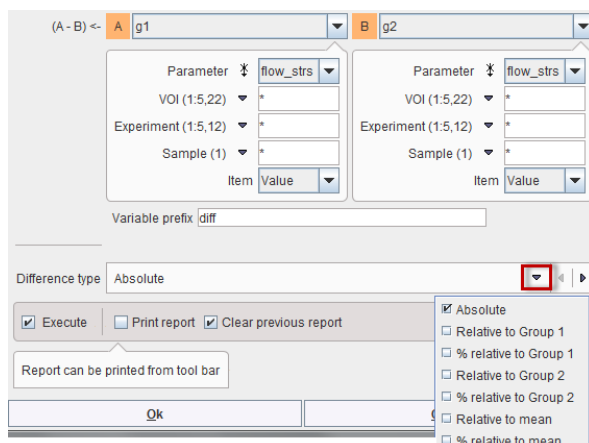 (A - B) <- A g1 B g2
Parameter flow_strs Parameter flow_strs
VOI (1:5,22) * VOI (1:5,22) *
Experiment (1:5,12) * Experiment (1:5,12) *
Sample (1) * Sample (1) *
Item Value Item Value
Variable prefix diff
Difference type Absolute
Execute Print report Clear previous report
Report can be printed from tool bar
Ok
Absolute
Relative to Group 1
% relative to Group 1
Relative to Group 2
% relative to Group 2
Relative to mean
% relative to mean